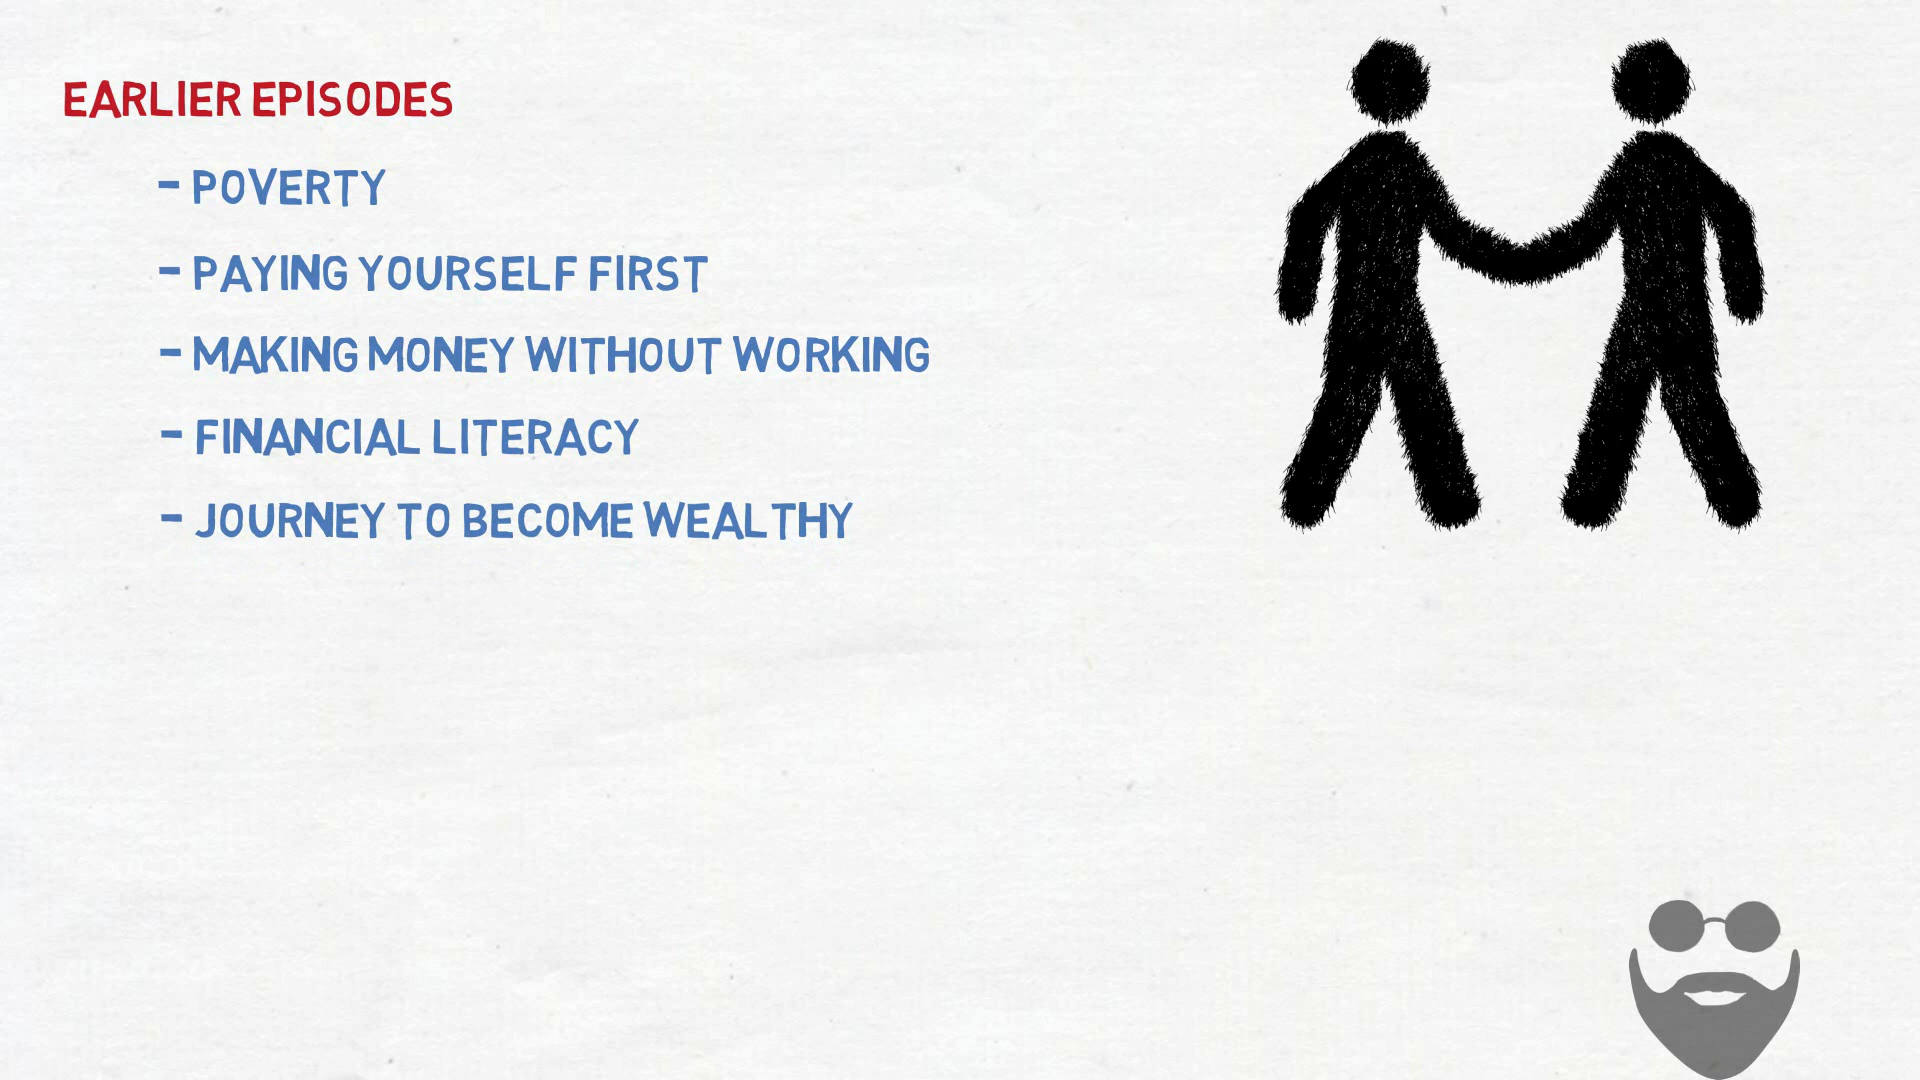 EARLIER EPISODES
- POVERTY
- PAYING YOURSELF FIRST
- MAKING MONEY WITHOUT WORKING
- FINANCIAL LITERACY
- JOURNEY TO BECOME WEALTHY